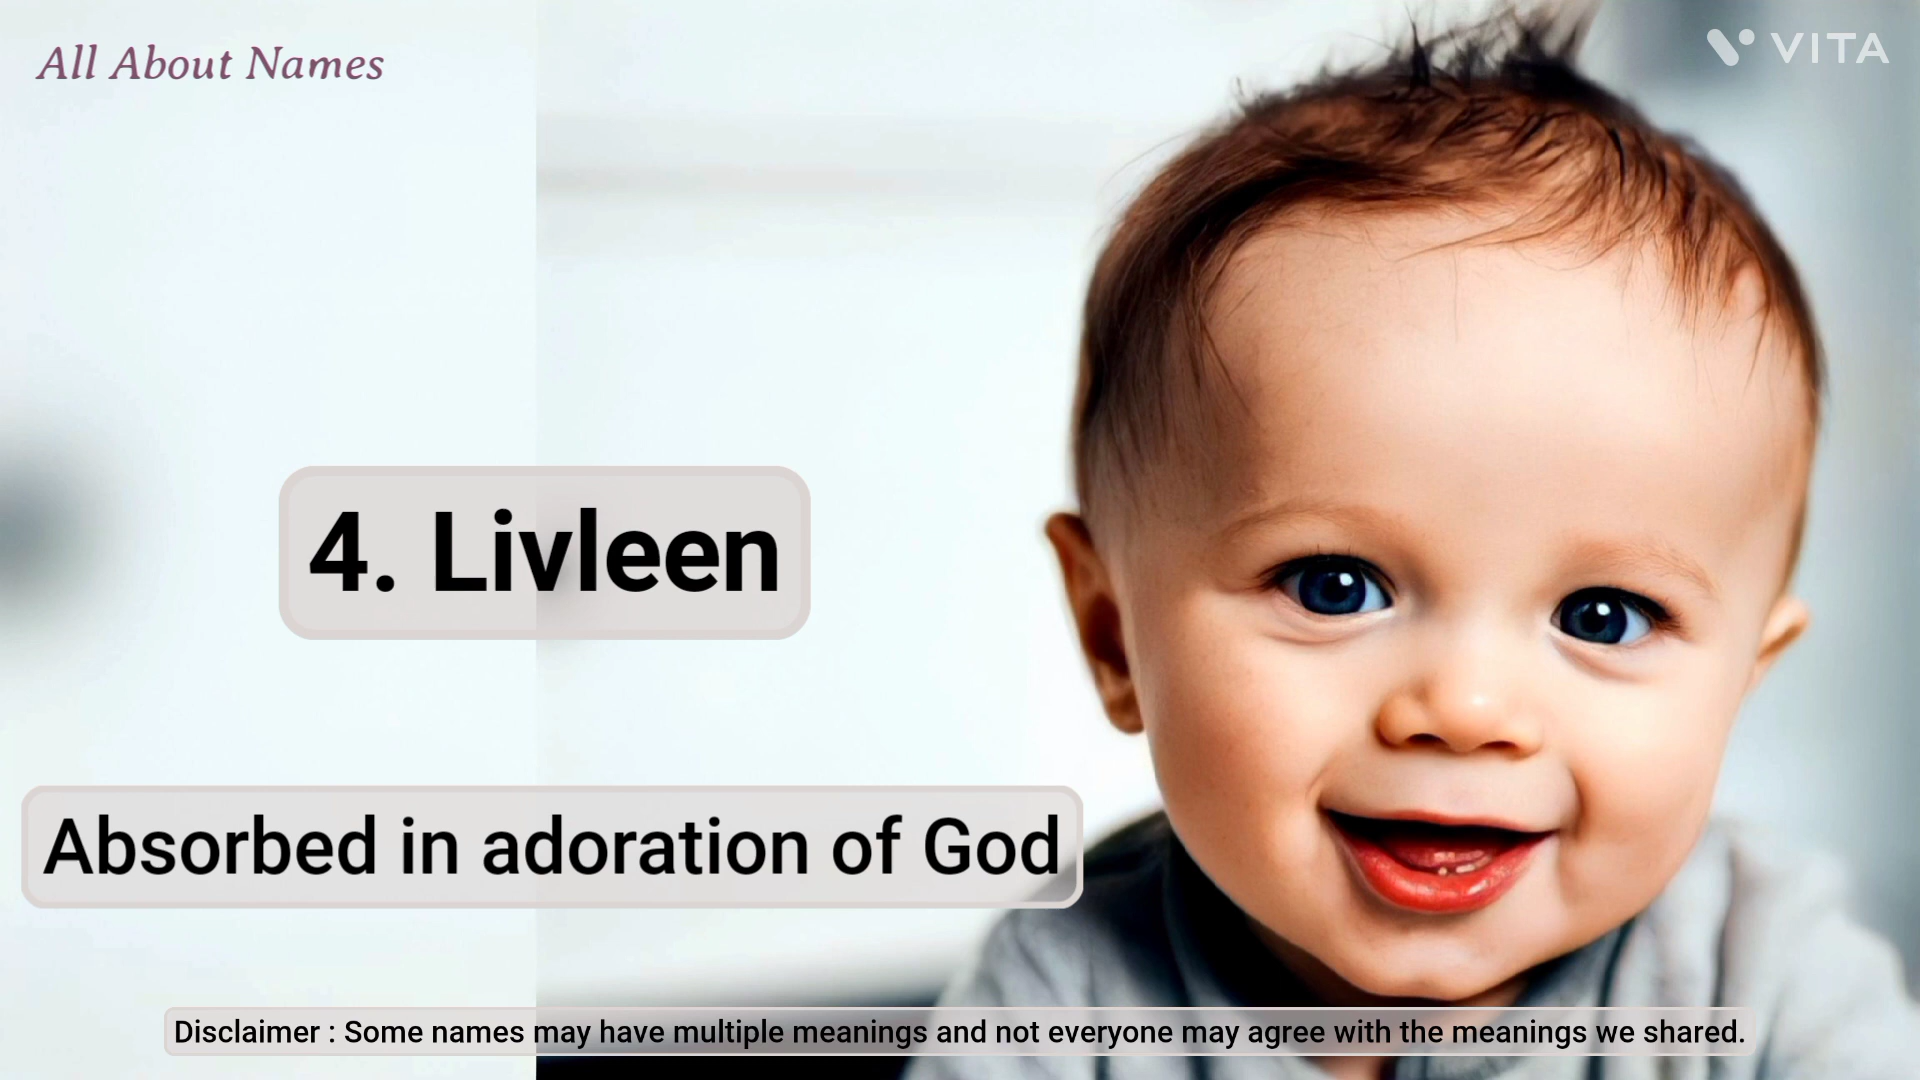 All About Names
VITA
4. Livleen
Absorbed in adoration of God
Disclaimer : Some names may have multiple meanings and not everyone may agree with the meanings we shared.